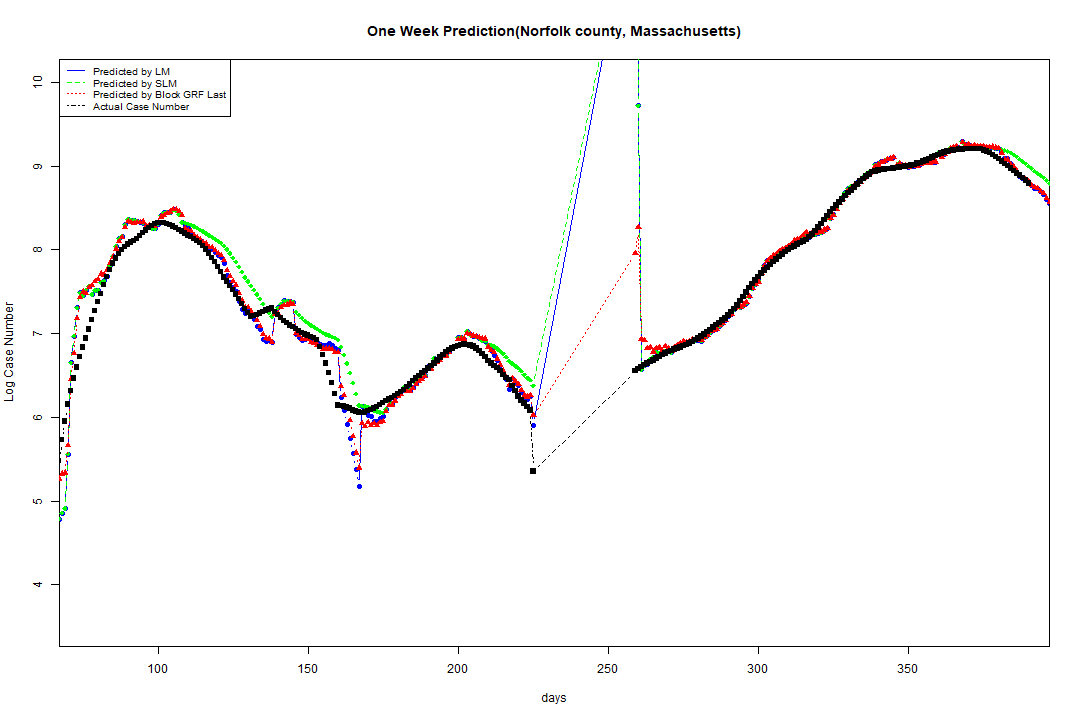 One Week Prediction(Norfolk county, Massachusetts)
Predicted by LM
Predicted by SLM
Predicted by Block GRF Last
Actual Case Number
Log Case Number
10
9
8
7
6
5
4
100 150 200 250 300 350
days